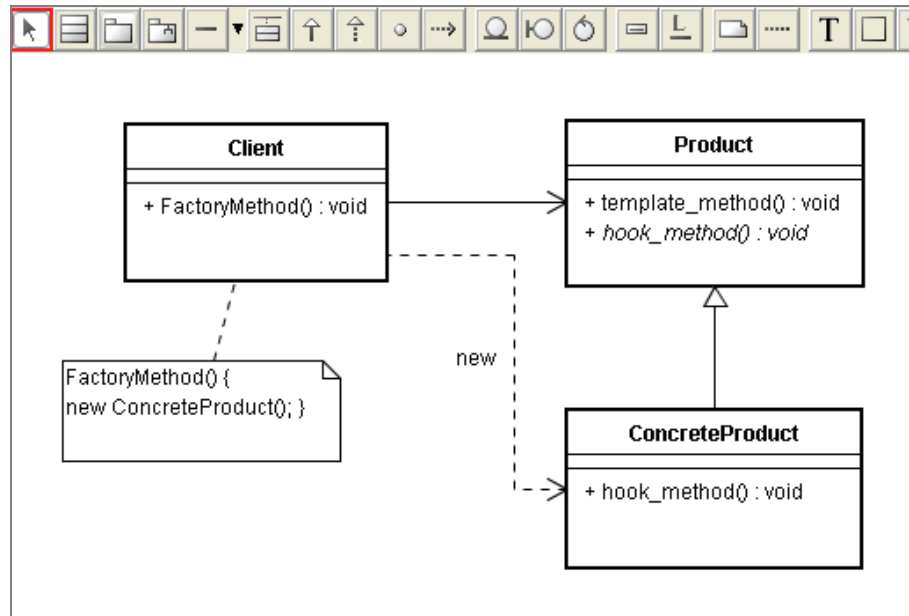 T
Client
+ FactoryMethod() : void
Product
+ template_method() : void
+ hook_method() : void
new
FactoryMethod() {
new ConcreteProduct(); }
ConcreteProduct
+ hook_method() : void